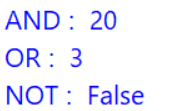 AND :  20
OR :  3
NOT :  False